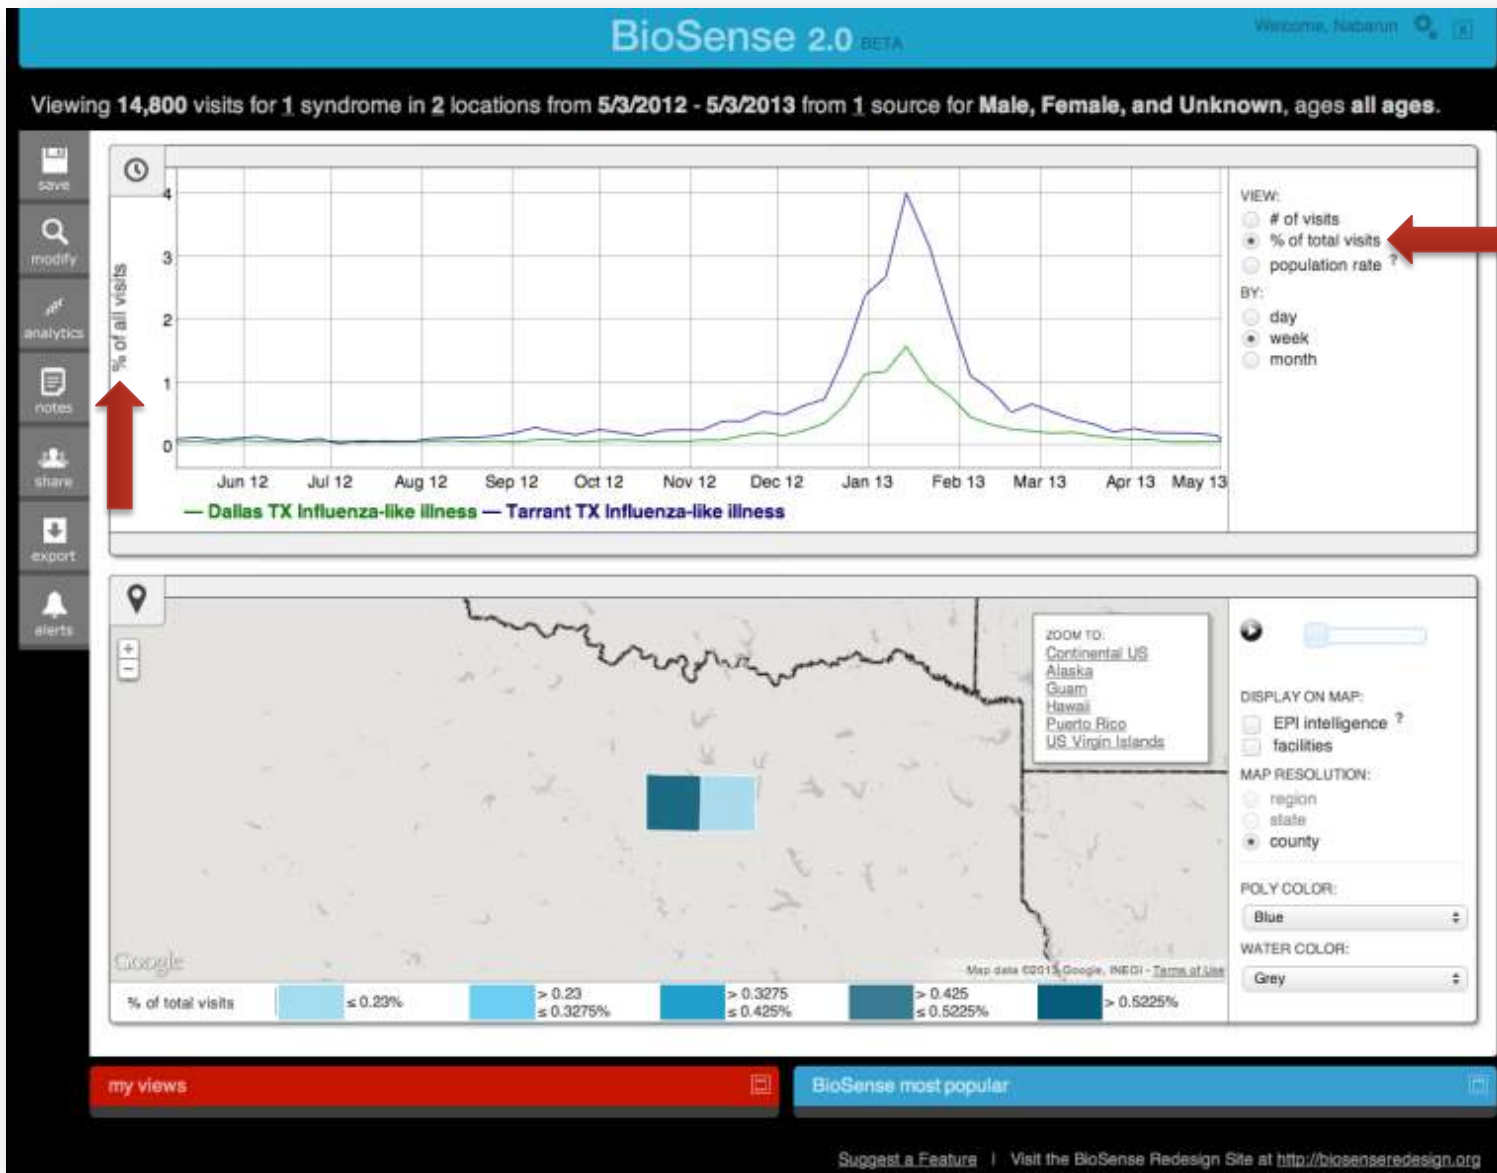 BioSense 2.0 BETA
Welcome, Nabarun
Viewing 14,800 visits for 1 syndrome in 2 locations from 5/3/2012 - 5/3/2013 from 1 source for Male, Female, and Unknown, ages all ages.
save
modify
analytics
notes
share
export
alerts
% of all visits
4
3
2
1
0
Jun 12 Jul 12 Aug 12 Sep 12 Oct 12 Nov 12 Dec 12 Jan 13 Feb 13 Mar 13 Apr 13 May 13
— Dallas TX Influenza-like illness — Tarrant TX Influenza-like illness
VIEW:
# of visits
% of total visits
population rate ?
BY:
day
week
month
+
−
ZOOM TO:
Continental US
Alaska
Guam
Hawaii
Puerto Rico
US Virgin Islands
Google
Map data ©2013 Google, INEGI - Terms of Use
% of total visits
≤ 0.23%
> 0.23
≤ 0.3275%
> 0.3275
≤ 0.425%
> 0.425
≤ 0.5225%
> 0.5225%
DISPLAY ON MAP:
EPI intelligence ?
facilities
MAP RESOLUTION:
region
state
county
POLY COLOR:
Blue
WATER COLOR:
Grey
my views
BioSense most popular
Suggest a Feature | Visit the BioSense Redesign Site at http://biosenseredesign.org